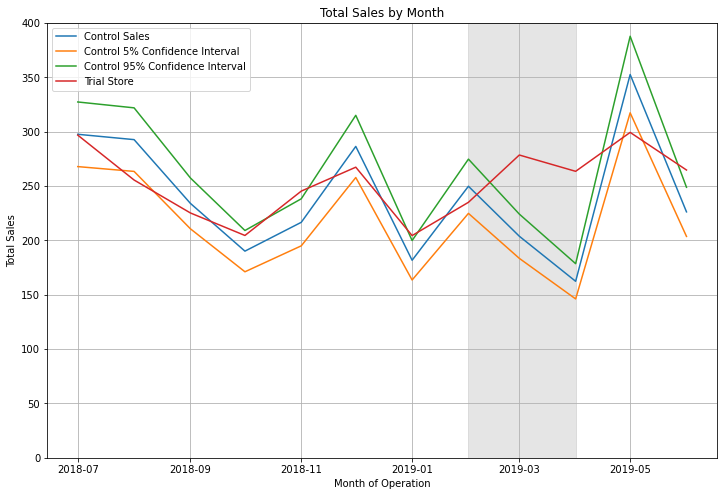 Total Sales by Month
Control Sales
Control 5% Confidence Interval
Control 95% Confidence Interval
Trial Store
Total Sales
400
350
300
250
200
150
100
50
0
2018-07
2018-09
2018-11
2019-01
2019-03
2019-05
Month of Operation